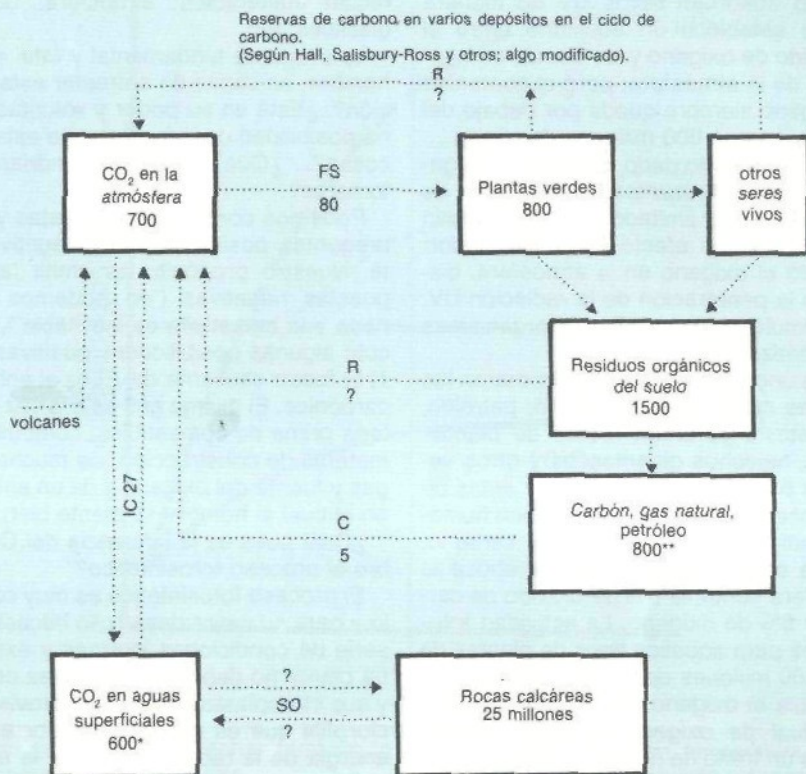 Reservas de carbono en varios depósitos en el ciclo de
carbono.
(Según Hall, Salisbury-Ross y otros; algo modificado).
R
?
CO₂ en la
atmósfera
700
FS
80
Plantas verdes
800
otros
seres
vivos
R
?
Residuos orgánicos
del suelo
1500
volcanes
IC 27
C
5
Carbón, gas natural,
petróleo
800**
CO₂ en aguas
superficiales
600*
?
SO
?
Rocas calcáreas
25 millones